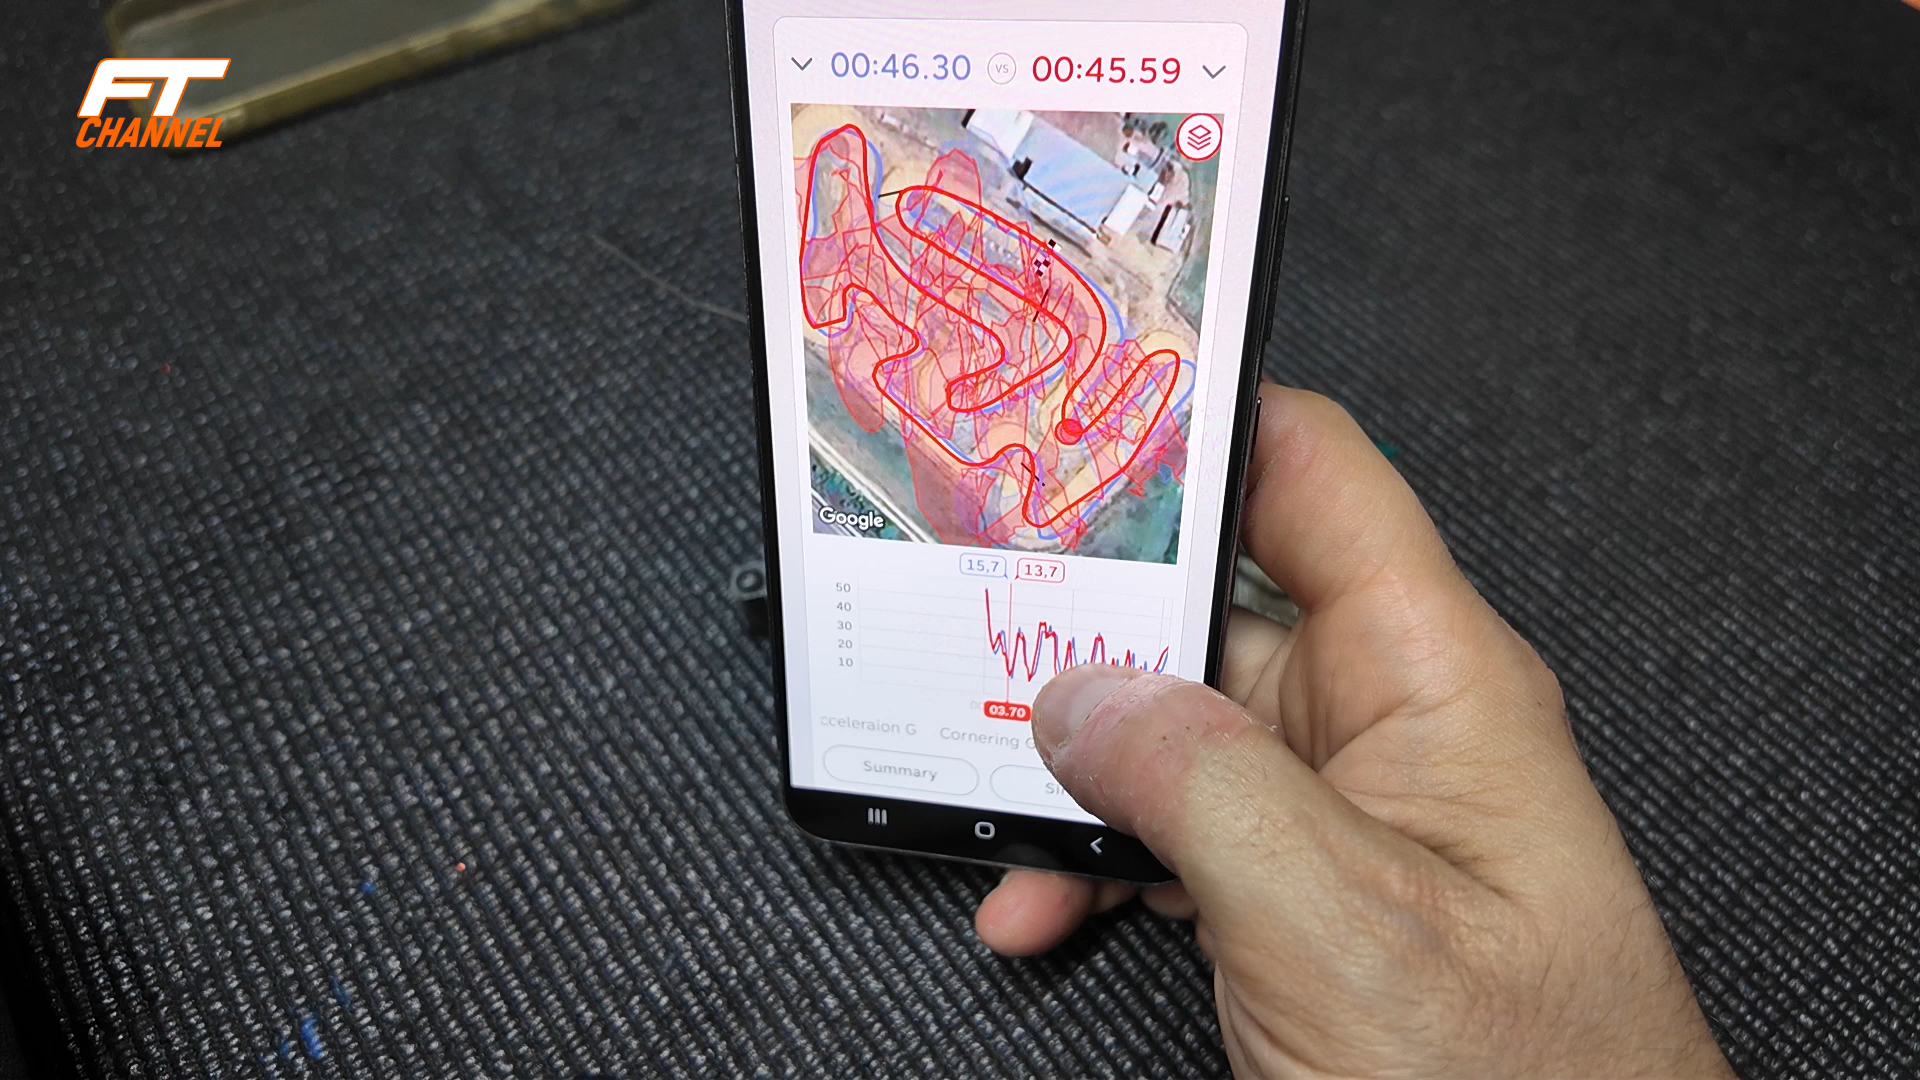 FT
CHANNEL
00:46.30 vs 00:45.59
Google
15,7 13,7
50
40
30
20
10
03.70
cceleraion G Cornering
Summary